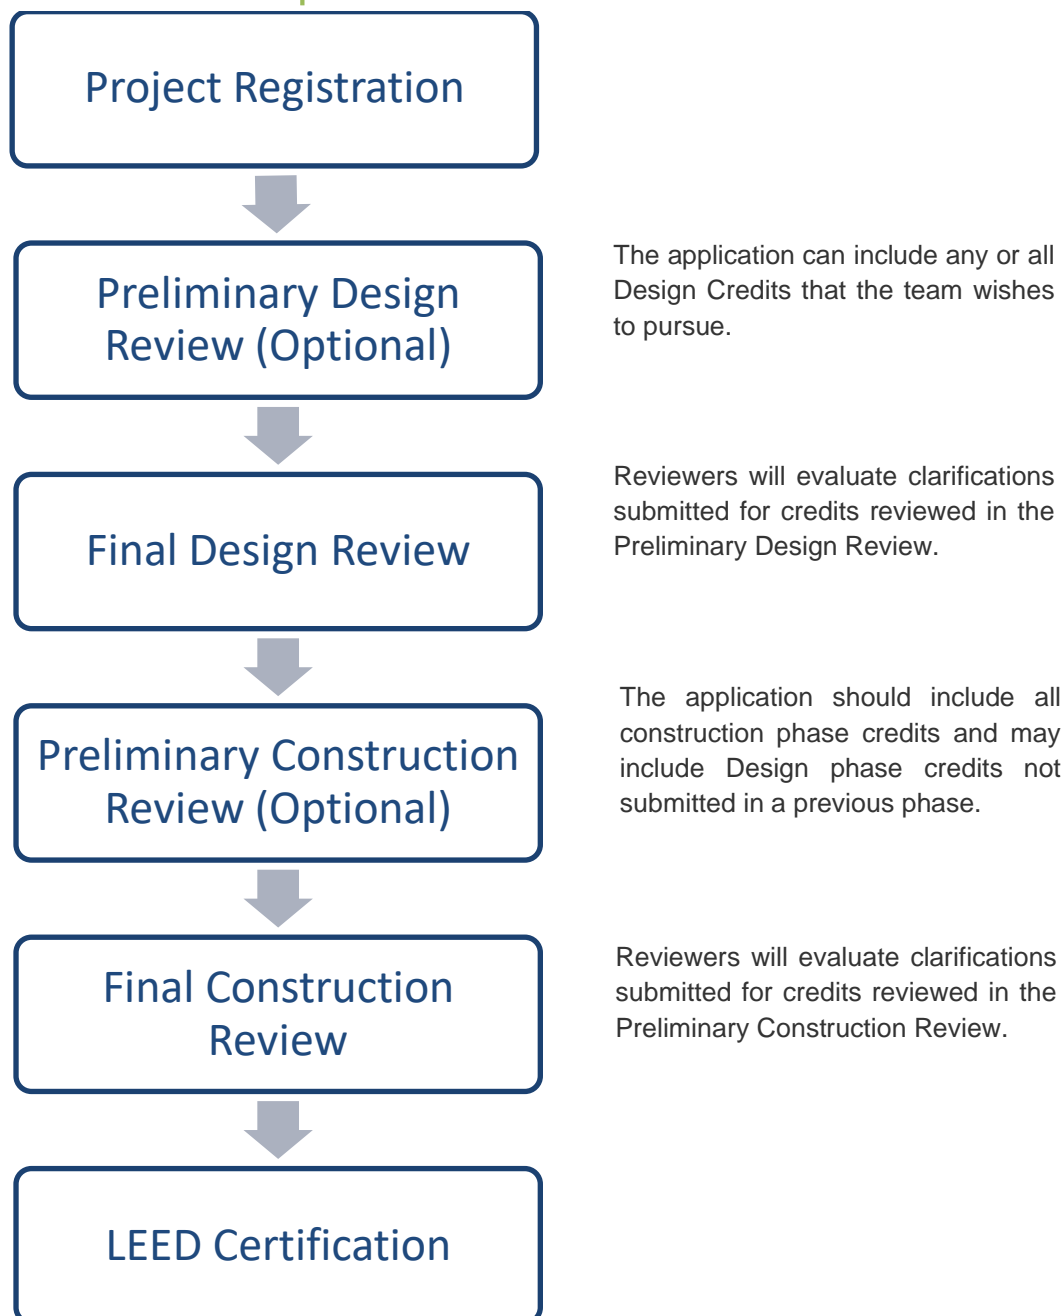 Project Registration
Preliminary Design
Review (Optional)
The application can include any or all
Design Credits that the team wishes
to pursue.
Final Design Review
Reviewers will evaluate clarifications
submitted for credits reviewed in the
Preliminary Design Review.
Preliminary Construction
Review (Optional)
The application should include all
construction phase credits and may
include Design phase credits not
submitted in a previous phase.
Final Construction
Review
Reviewers will evaluate clarifications
submitted for credits reviewed in the
Preliminary Construction Review.
LEED Certification